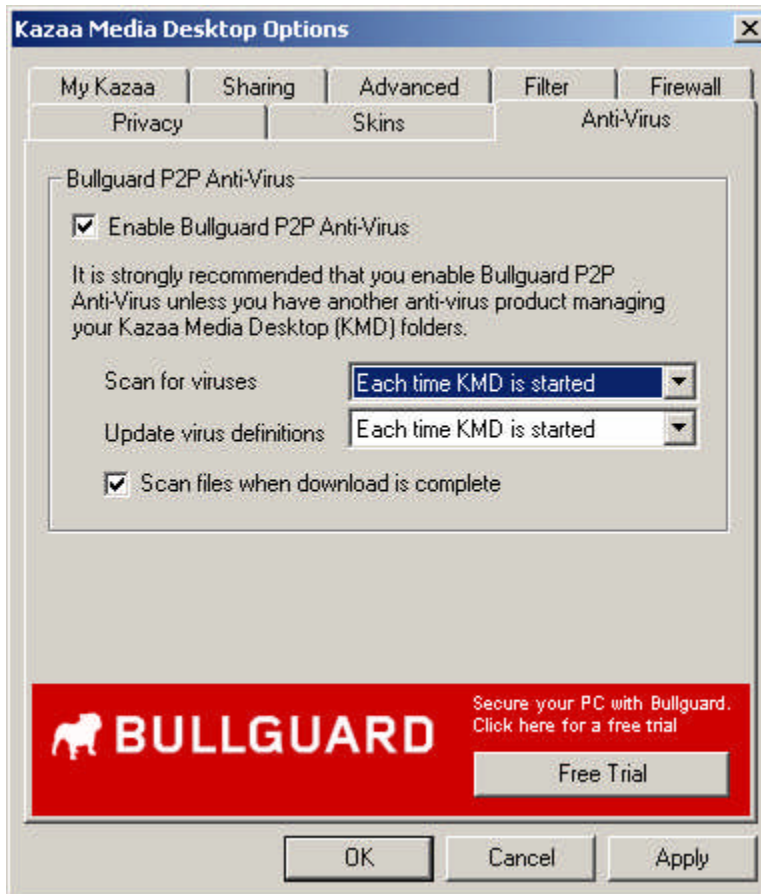 Kazaa Media Desktop Options
My Kazaa Sharing Advanced Filter Firewall
Privacy Skins Anti-Virus
Bullguard P2P Anti-Virus
Enable Bullguard P2P Anti-Virus
It is strongly recommended that you enable Bullguard P2P
Anti-Virus unless you have another anti-virus product managing
your Kazaa Media Desktop (KMD) folders.
Scan for viruses Each time KMD is started
Update virus definitions Each time KMD is started
Scan files when download is complete
Secure your PC with Bullguard.
Click here for a free trial
BULLGUARD
Free Trial
OK Cancel Apply